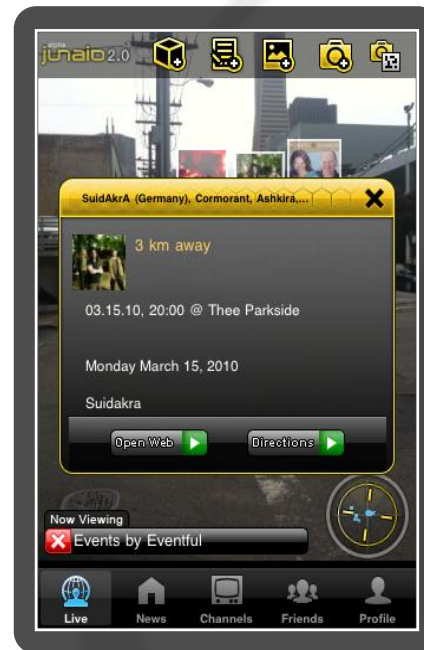 alpha
junaio 2.0
SuidAkrA (Germany), Cormorant, Ashkira,...
3 km away
03.15.10, 20:00 @ Thee Parkside
Monday March 15, 2010
Suidakra
Open Web
Directions
Now Viewing
Events by Eventful
Live
News
Channels
Friends
Profile